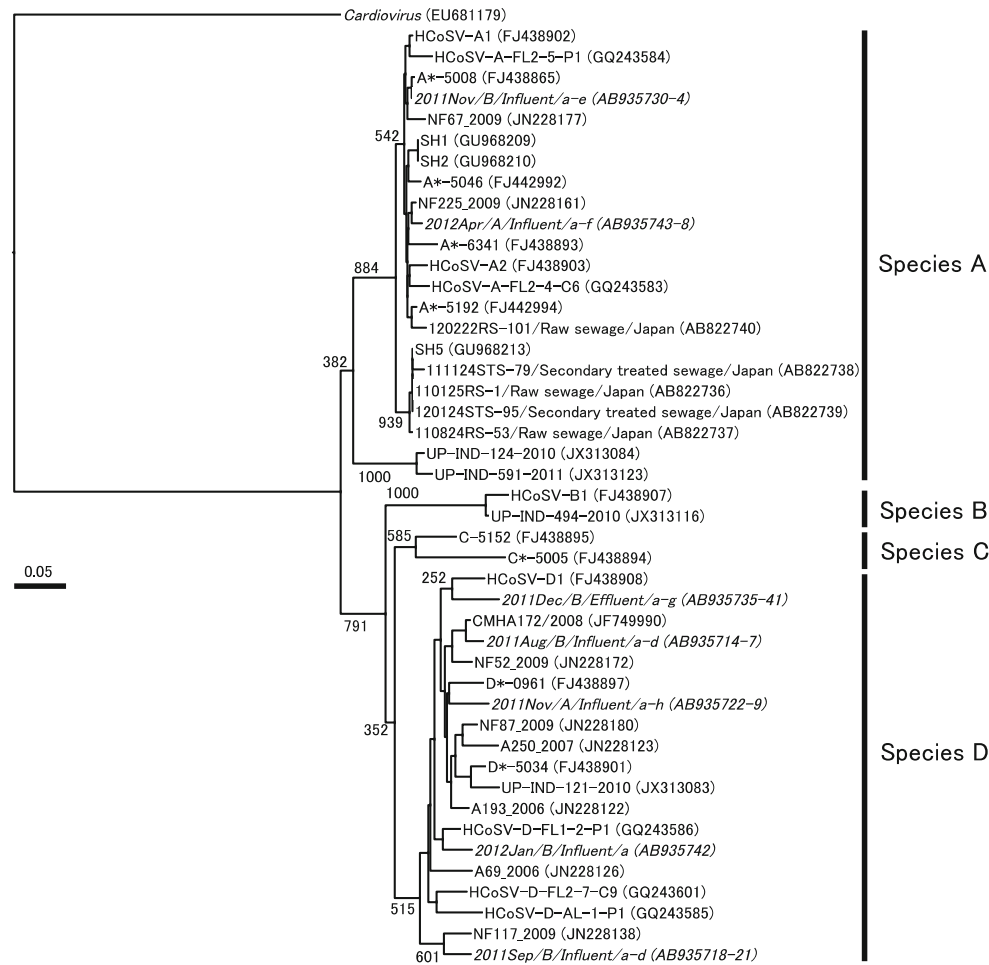 Cardiovirus (EU681179)
HCoSV-A1 (FJ438902)
HCoSV-A-FL2-5-P1 (GQ243584)
A*-5008 (FJ438865)
2011Nov/B/Influent/a-e (AB935730-4)
NF67_2009 (JN228177)
542
SH1 (GU968209)
SH2 (GU968210)
A*-5046 (FJ442992)
NF225_2009 (JN228161)
2012Apr/A/Influent/a-f (AB935743-8)
A*-6341 (FJ438893)
884
HCoSV-A2 (FJ438903)
Species A
HCoSV-A-FL2-4-C6 (GQ243583)
A*-5192 (FJ442994)
120222RS-101/Raw sewage/Japan (AB822740)
SH5 (GU968213)
382
111124STS-79/Secondary treated sewage/Japan (AB822738)
110125RS-1/Raw sewage/Japan (AB822736)
120124STS-95/Secondary treated sewage/Japan (AB822739)
939
110824RS-53/Raw sewage/Japan (AB822737)
UP-IND-124-2010 (JX313084)
UP-IND-591-2011 (JX313123)
1000
1000
HCoSV-B1 (FJ438907)
UP-IND-494-2010 (JX313116)
Species B
585
C-5152 (FJ438895)
C*-5005 (FJ438894)
Species C
0.05
252
HCoSV-D1 (FJ438908)
2011Dec/B/Effluent/a-g (AB935735-41)
CMHA172/2008 (JF749990)
791
2011Aug/B/Influent/a-d (AB935714-7)
NF52_2009 (JN228172)
D*-0961 (FJ438897)
2011Nov/A/Influent/a-h (AB935722-9)
NF87_2009 (JN228180)
352
A250_2007 (JN228123)
Species D
D*-5034 (FJ438901)
UP-IND-121-2010 (JX313083)
A193_2006 (JN228122)
HCoSV-D-FL1-2-P1 (GQ243586)
2012Jan/B/Influent/a (AB935742)
A69_2006 (JN228126)
HCoSV-D-FL2-7-C9 (GQ243601)
515
HCoSV-D-AL-1-P1 (GQ243585)
NF117_2009 (JN228138)
2011Sep/B/Influent/a-d (AB935718-21)
601